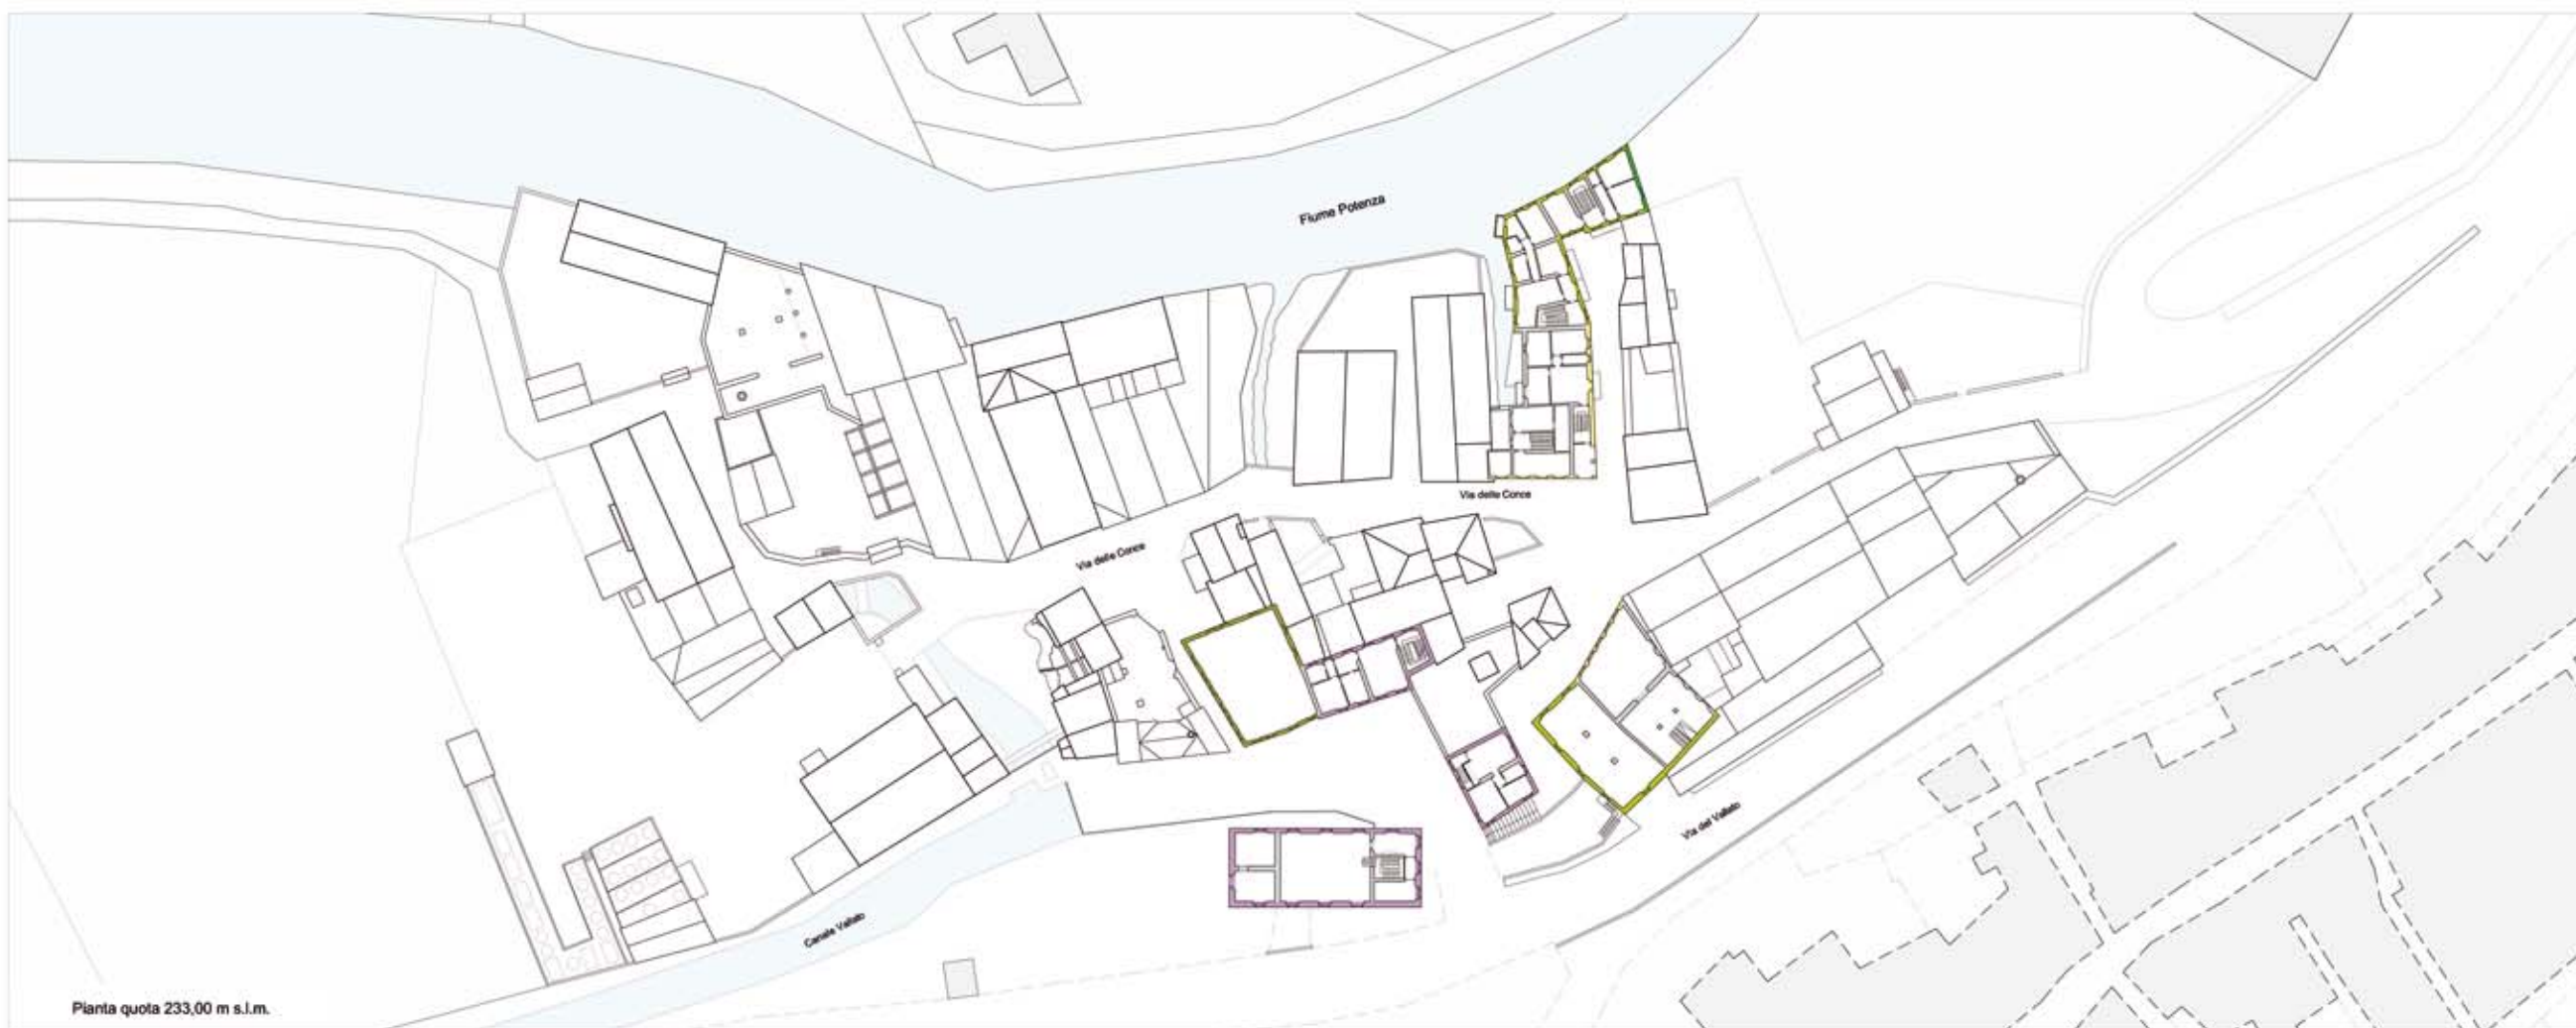 Fiume Potenza
Via delle Conce
Via delle Conce
Via del Vallato
Canale Vallato
Pianta quota 233,00 m s.l.m.